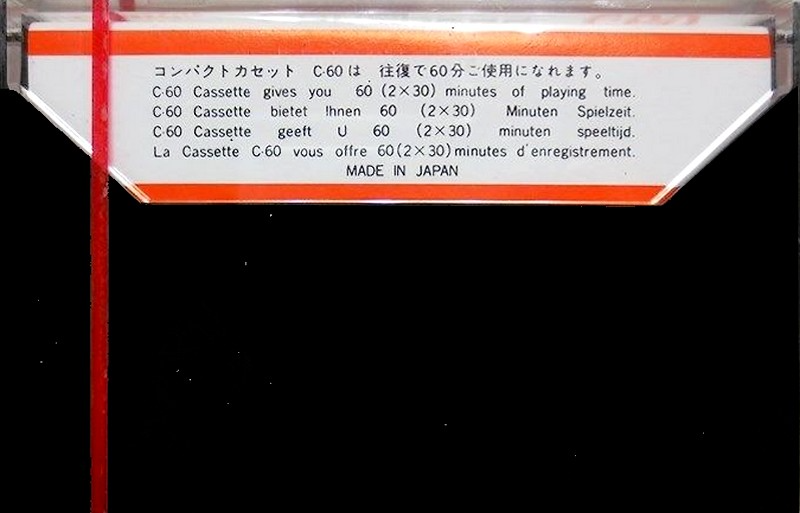 コンパクトカセット C-60は 往復で60分ご使用になれます。
C-60 Cassette gives you 60 (2×30) minutes of playing time.
C-60 Cassette bietet Ihnen 60 (2×30) Minuten Spielzeit.
C-60 Cassette geeft U 60 (2×30) minuten speeltijd.
La Cassette C-60 vous offre 60(2×30)minutes d'enregistrement.
MADE IN JAPAN